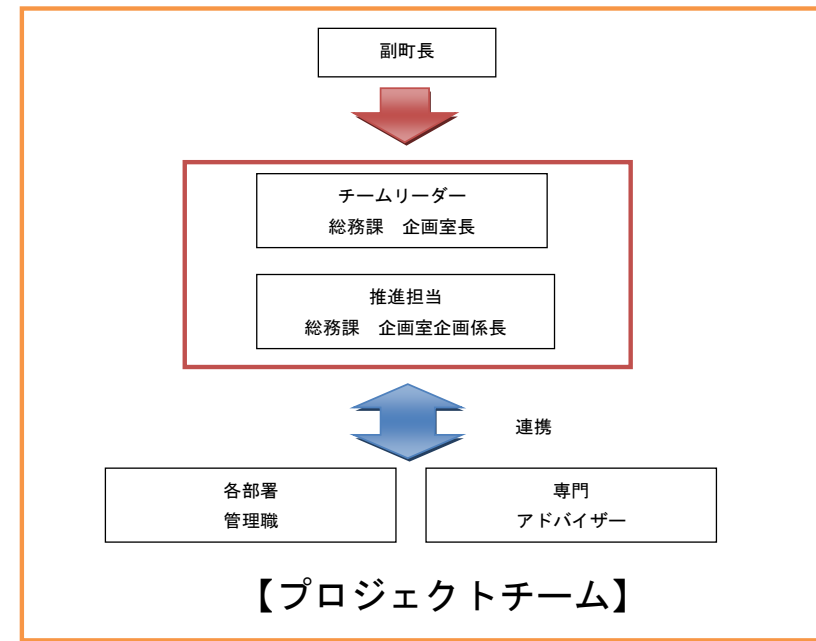 副町長
チームリーダー
総務課　企画室長
推進担当
総務課　企画室企画係長
連携
各部署
管理職
専門
アドバイザー
【プロジェクトチーム】